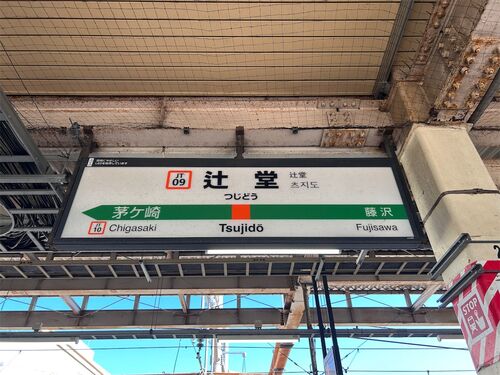 JT
09
辻堂
辻堂
츠지도
つじどう
茅ケ崎
藤沢
JT
10
Chigasaki
Tsujidō
Fujisawa
STOP